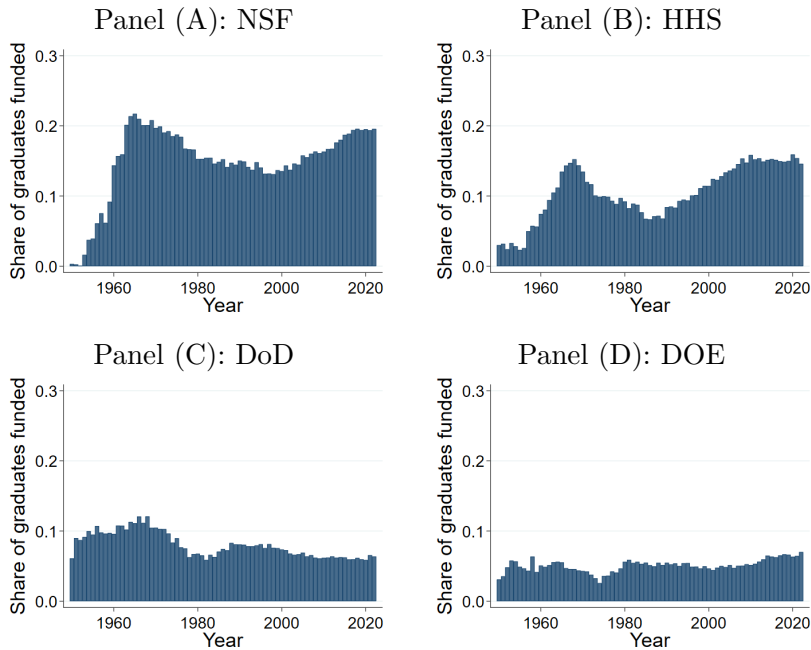 Panel (A): NSF
Share of graduates funded
0.3
0.2
0.1
0.0
1960
1980
2000
2020
Year
Panel (B): HHS
Share of graduates funded
0.3
0.2
0.1
0.0
1960
1980
2000
2020
Year
Panel (C): DoD
Share of graduates funded
0.3
0.2
0.1
0.0
1960
1980
2000
2020
Year
Panel (D): DOE
Share of graduates funded
0.3
0.2
0.1
0.0
1960
1980
2000
2020
Year